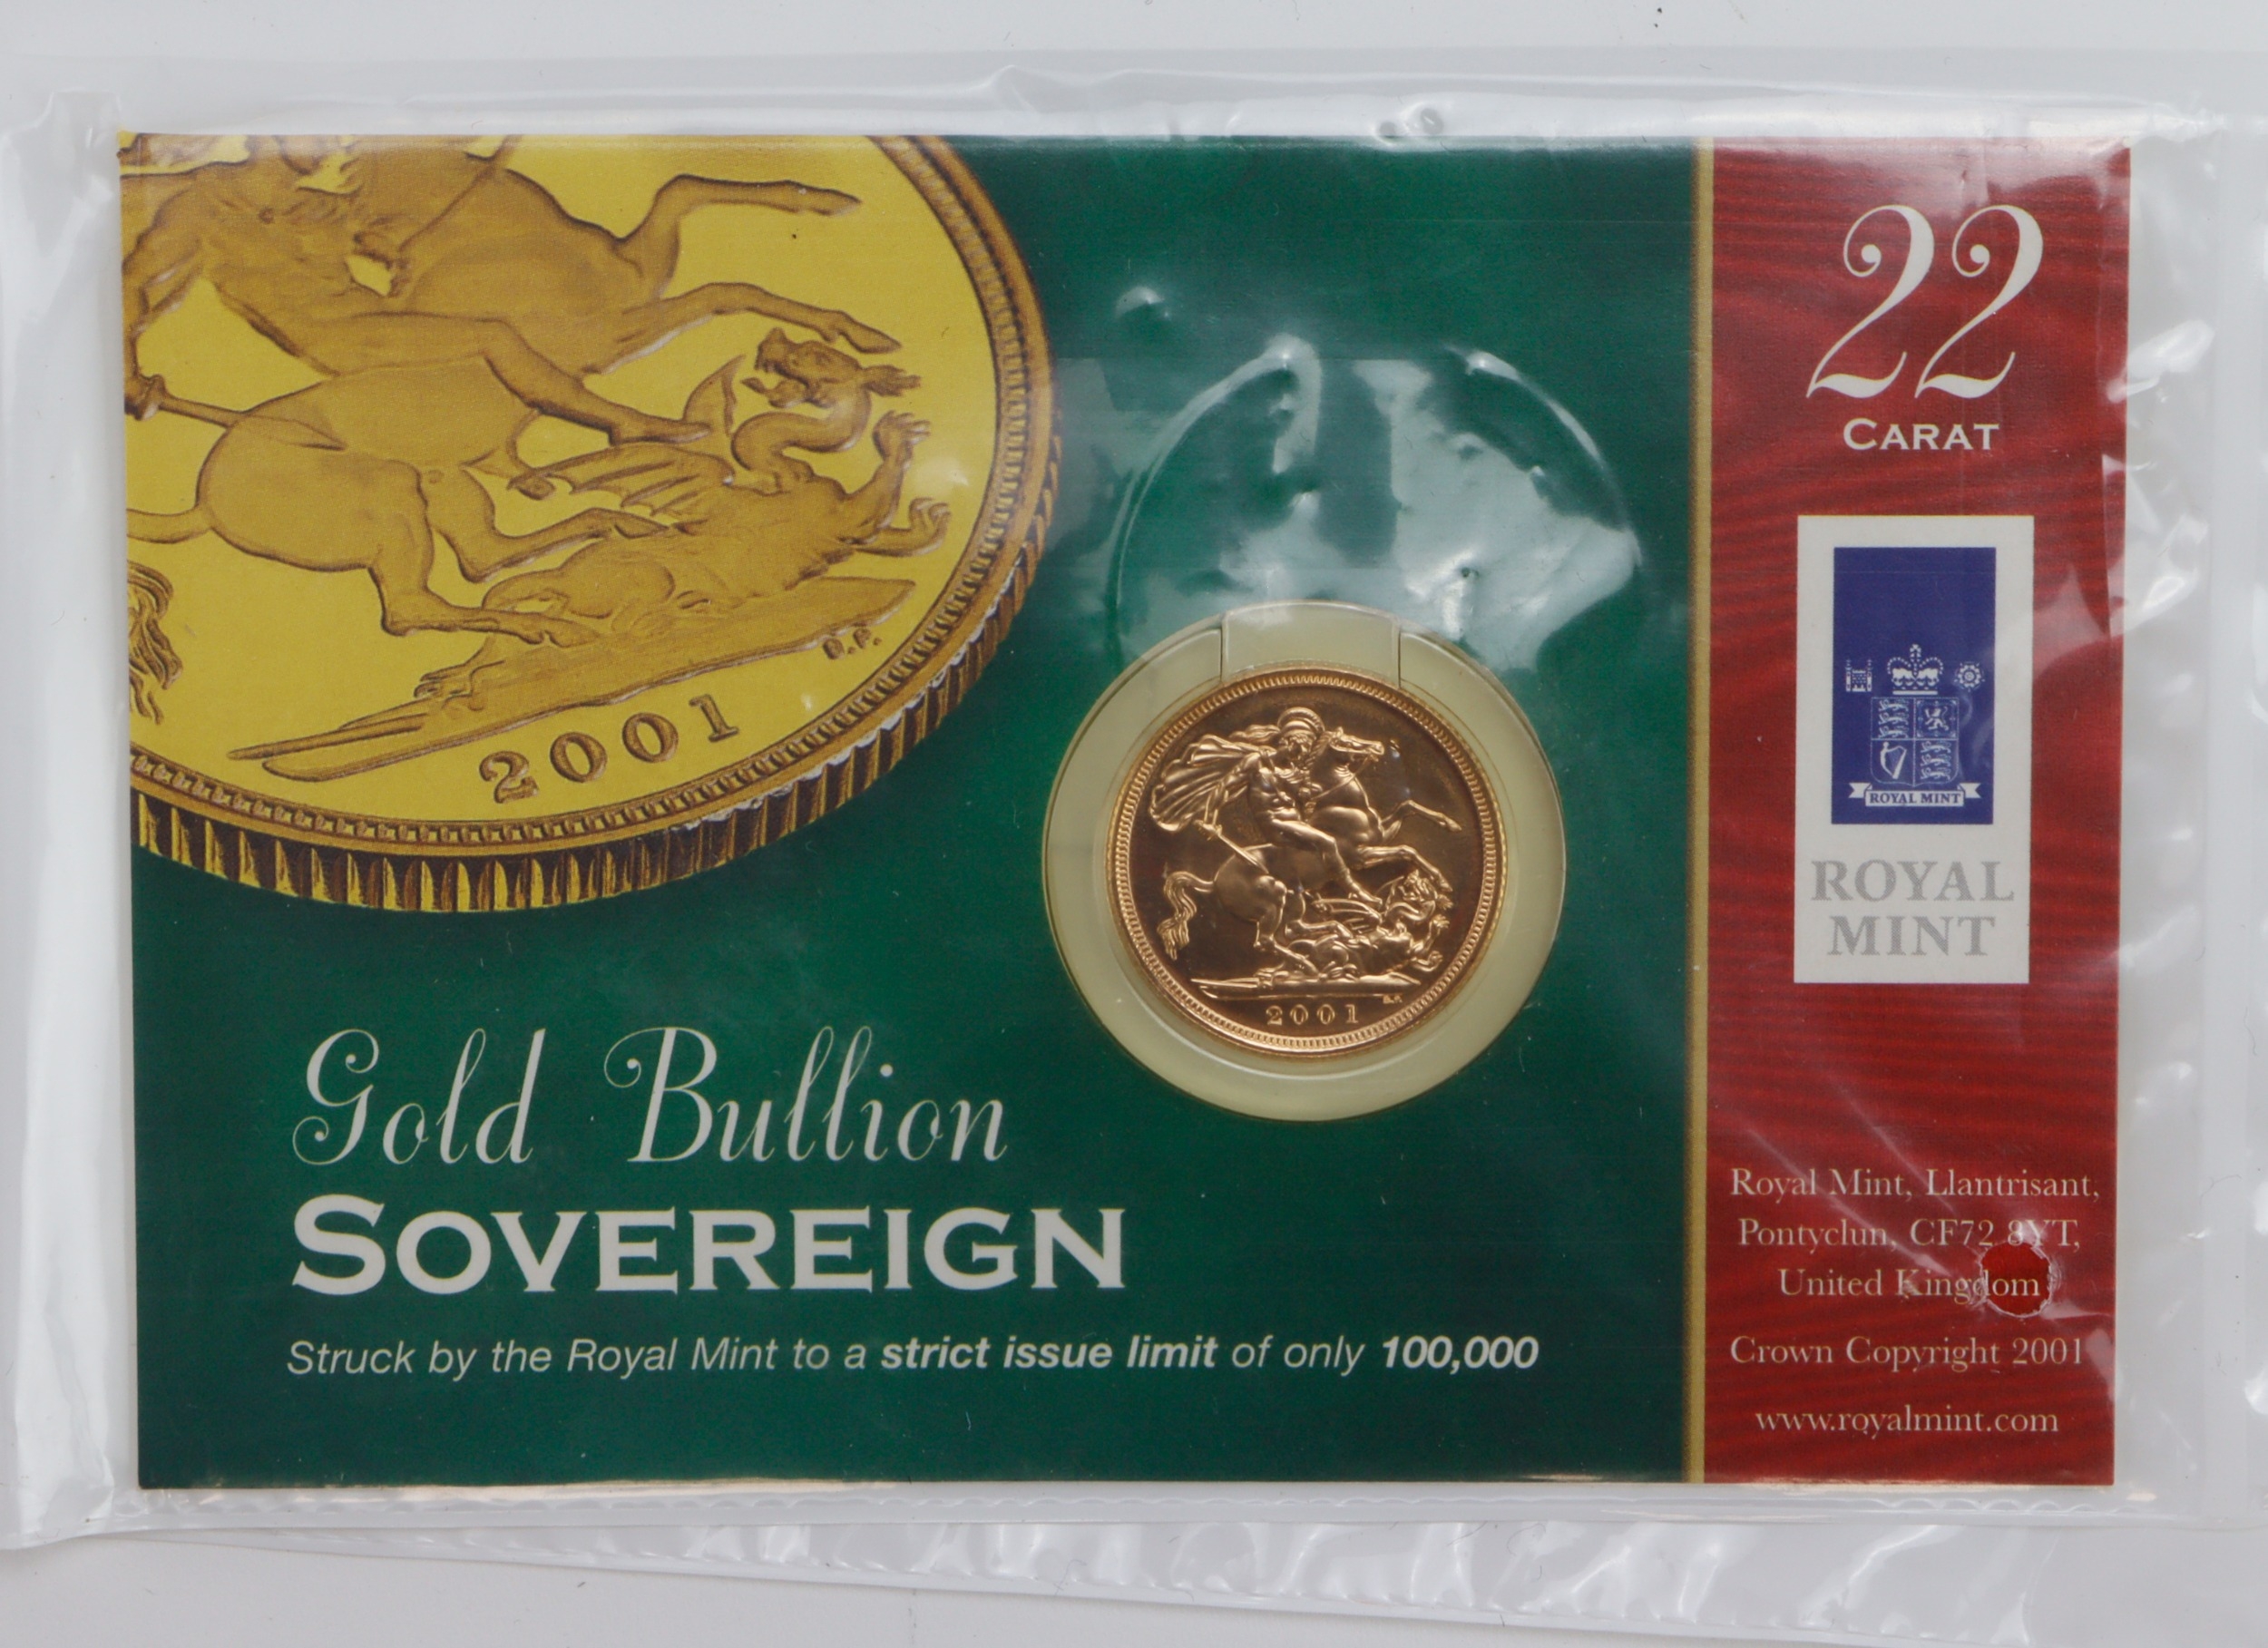 B.P.
2001
2001
B.P.
Gold Bullion
SOVEREIGN
Struck by the Royal Mint to a strict issue limit of only 100,000
22
CARAT
ROYAL MINT
ROYAL
MINT
Royal Mint, Llantrisant,
Pontyclun, CF72 8YT,
United Kingdom
Crown Copyright 2001
www.royalmint.com